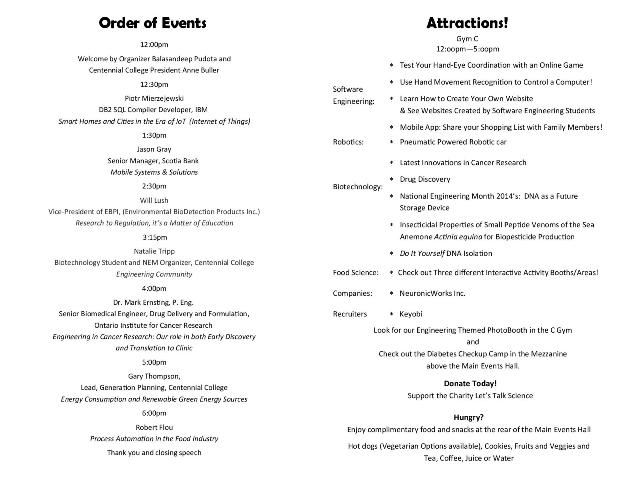 Order of Events
12:00pm
Welcome by Organizer Balasandeep Pudota and
Centennial College President Anne Buller
12:30pm
Piotr Mierzejewski
DB2 SQL Compiler Developer, IBM
Smart Homes and Cities in the Era of IoT (Internet of Things)
1:30pm
Jason Gray
Senior Manager, Scotia Bank
Mobile Systems & Solutions
2:30pm
Will Lush
Vice-President of EBPI, (Environmental BioDetection Products Inc.)
Research to Regulation, it's a Matter of Education
3:15pm
Natalie Tripp
Biotechnology Student and NEM Organizer, Centennial College
Engineering Community
4:00pm
Dr. Mark Ernsting, P. Eng.
Senior Biomedical Engineer, Drug Delivery and Formulation,
Ontario Institute for Cancer Research
Engineering in Cancer Research: Our role in both Early Discovery
and Translation to Clinic
5:00pm
Gary Thompson,
Lead, Generation Planning, Centennial College
Energy Consumption and Renewable Green Energy Sources
6:00pm
Robert Flou
Process Automation in the Food Industry
Thank you and closing speech
Attractions!
Gym C
12:00pm—5:00pm
Software
Engineering:
• Test Your Hand-Eye Coordination with an Online Game
• Use Hand Movement Recognition to Control a Computer!
• Learn How to Create Your Own Website
& See Websites Created by Software Engineering Students
• Mobile App: Share your Shopping List with Family Members!
Robotics: • Pneumatic Powered Robotic car
Biotechnology:
• Latest Innovations in Cancer Research
• Drug Discovery
• National Engineering Month 2014's: DNA as a Future
Storage Device
• Insecticidal Properties of Small Peptide Venoms of the Sea
Anemone Actinia equina for Biopesticide Production
• Do It Yourself DNA Isolation
Food Science: • Check out Three different Interactive Activity Booths/Areas!
Companies: • NeuronicWorks Inc.
Recruiters • Keyobi
Look for our Engineering Themed PhotoBooth in the C Gym
and
Check out the Diabetes Checkup Camp in the Mezzanine
above the Main Events Hall.
Donate Today!
Support the Charity Let's Talk Science
Hungry?
Enjoy complimentary food and snacks at the rear of the Main Events Hall
Hot dogs (Vegetarian Options available), Cookies, Fruits and Veggies and
Tea, Coffee, Juice or Water